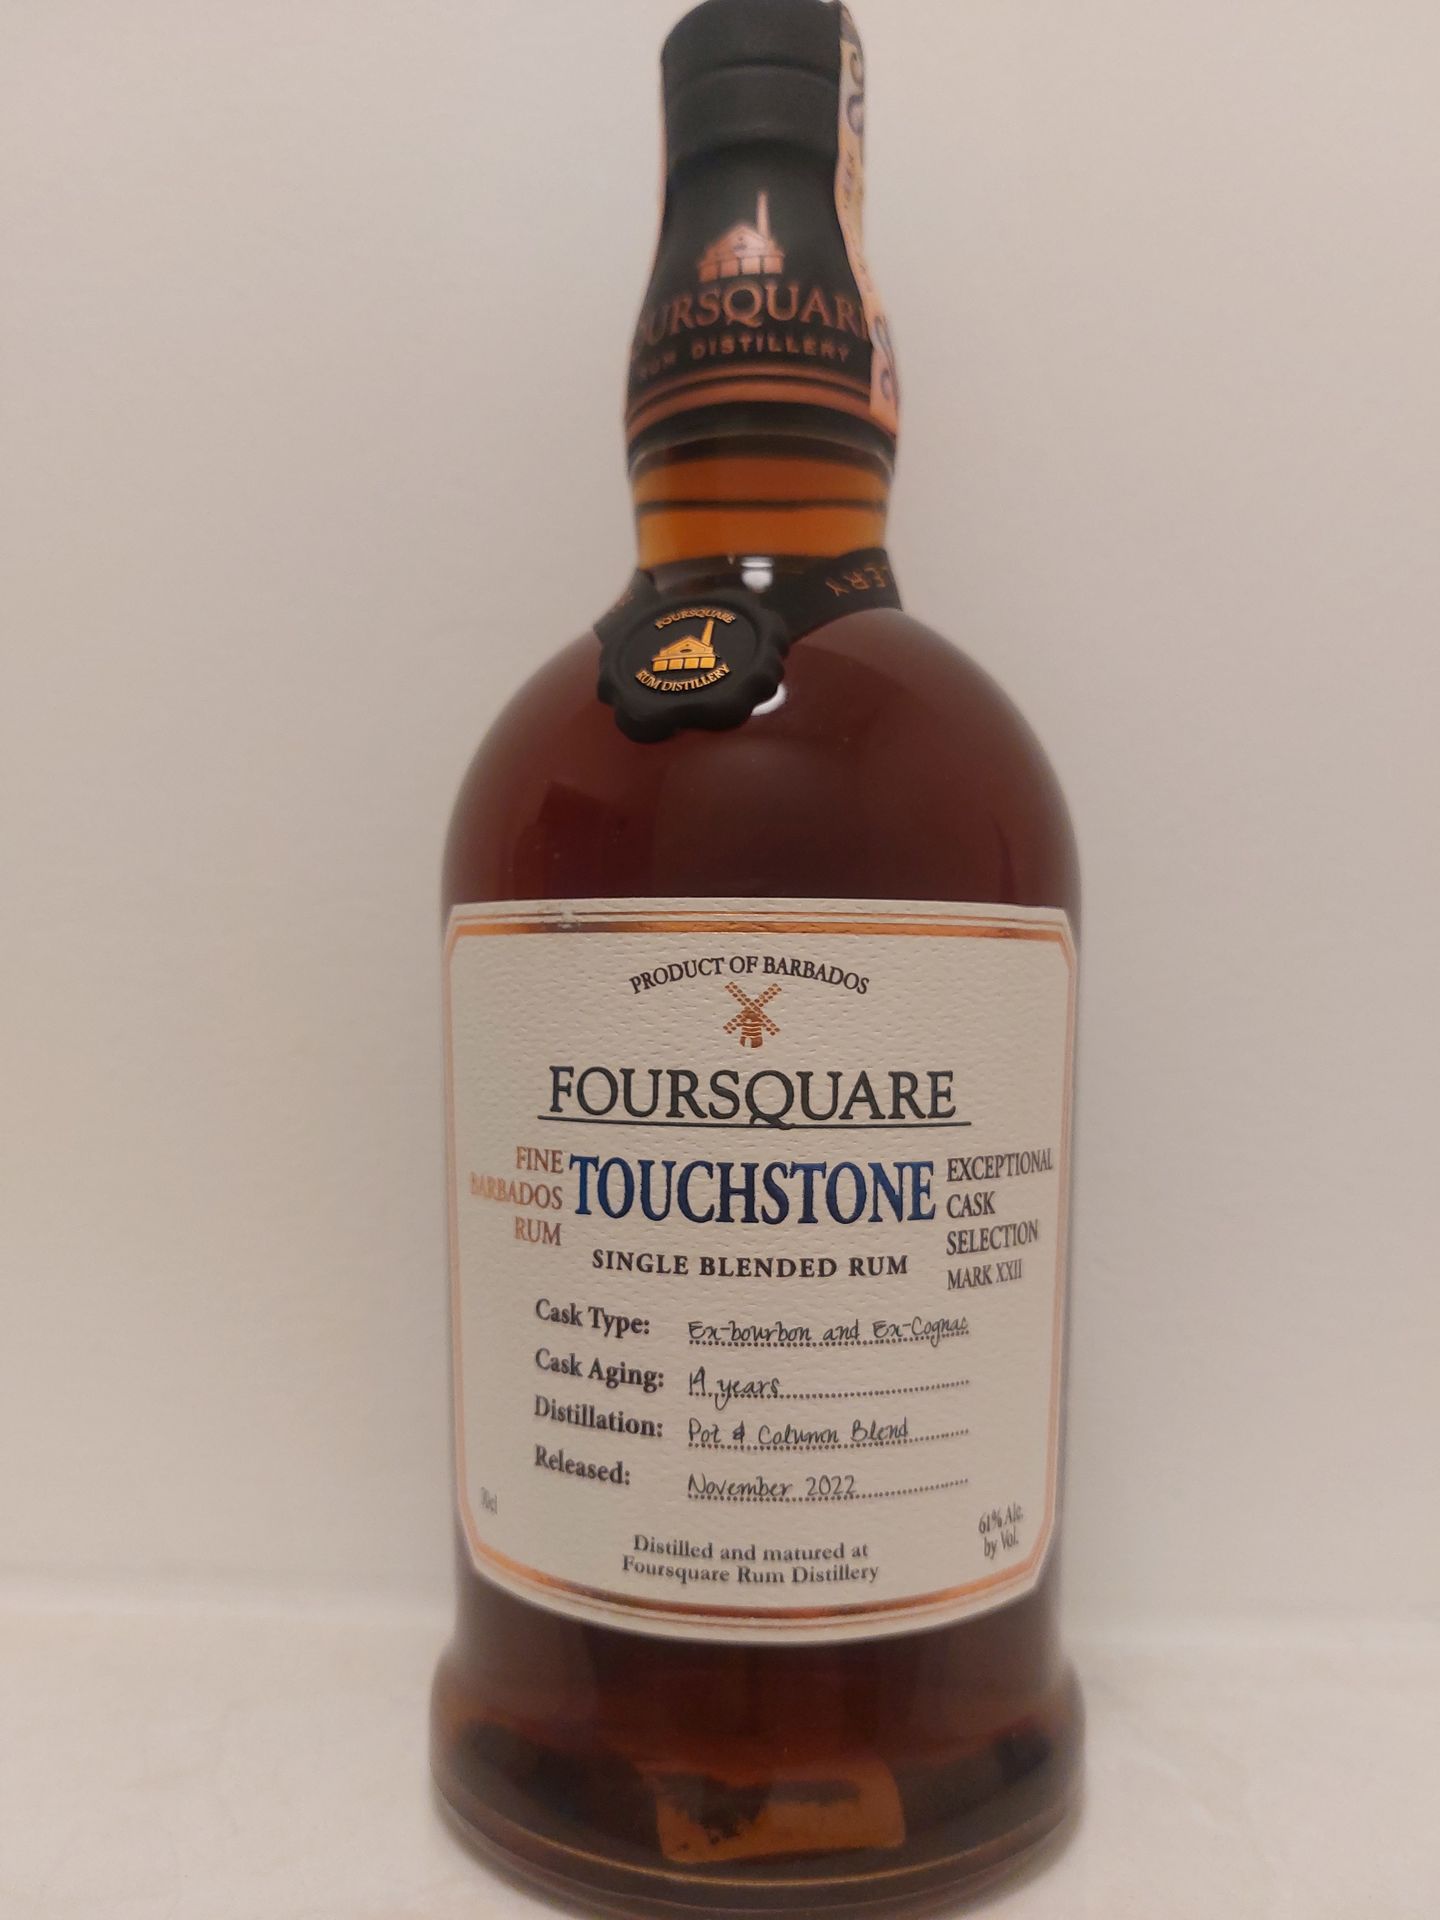 FOURSQUARE
RUM DISTILLERY
LERY
FOURSQUARE
RUM DISTILLERY
PRODUCT OF BARBADOS
FOURSQUARE
FINE
BARBADOS
RUM
TOUCHSTONE
EXCEPTIONAL
CASK
SELECTION
MARK XXII
SINGLE BLENDED RUM
Cask Type: Ex-bourbon and Ex-Cognac
Cask Aging: 14 years
Distillation: Pot & Column Blend
Released: November 2022
70cl
61% Alc.
by Vol.
Distilled and matured at
Foursquare Rum Distillery